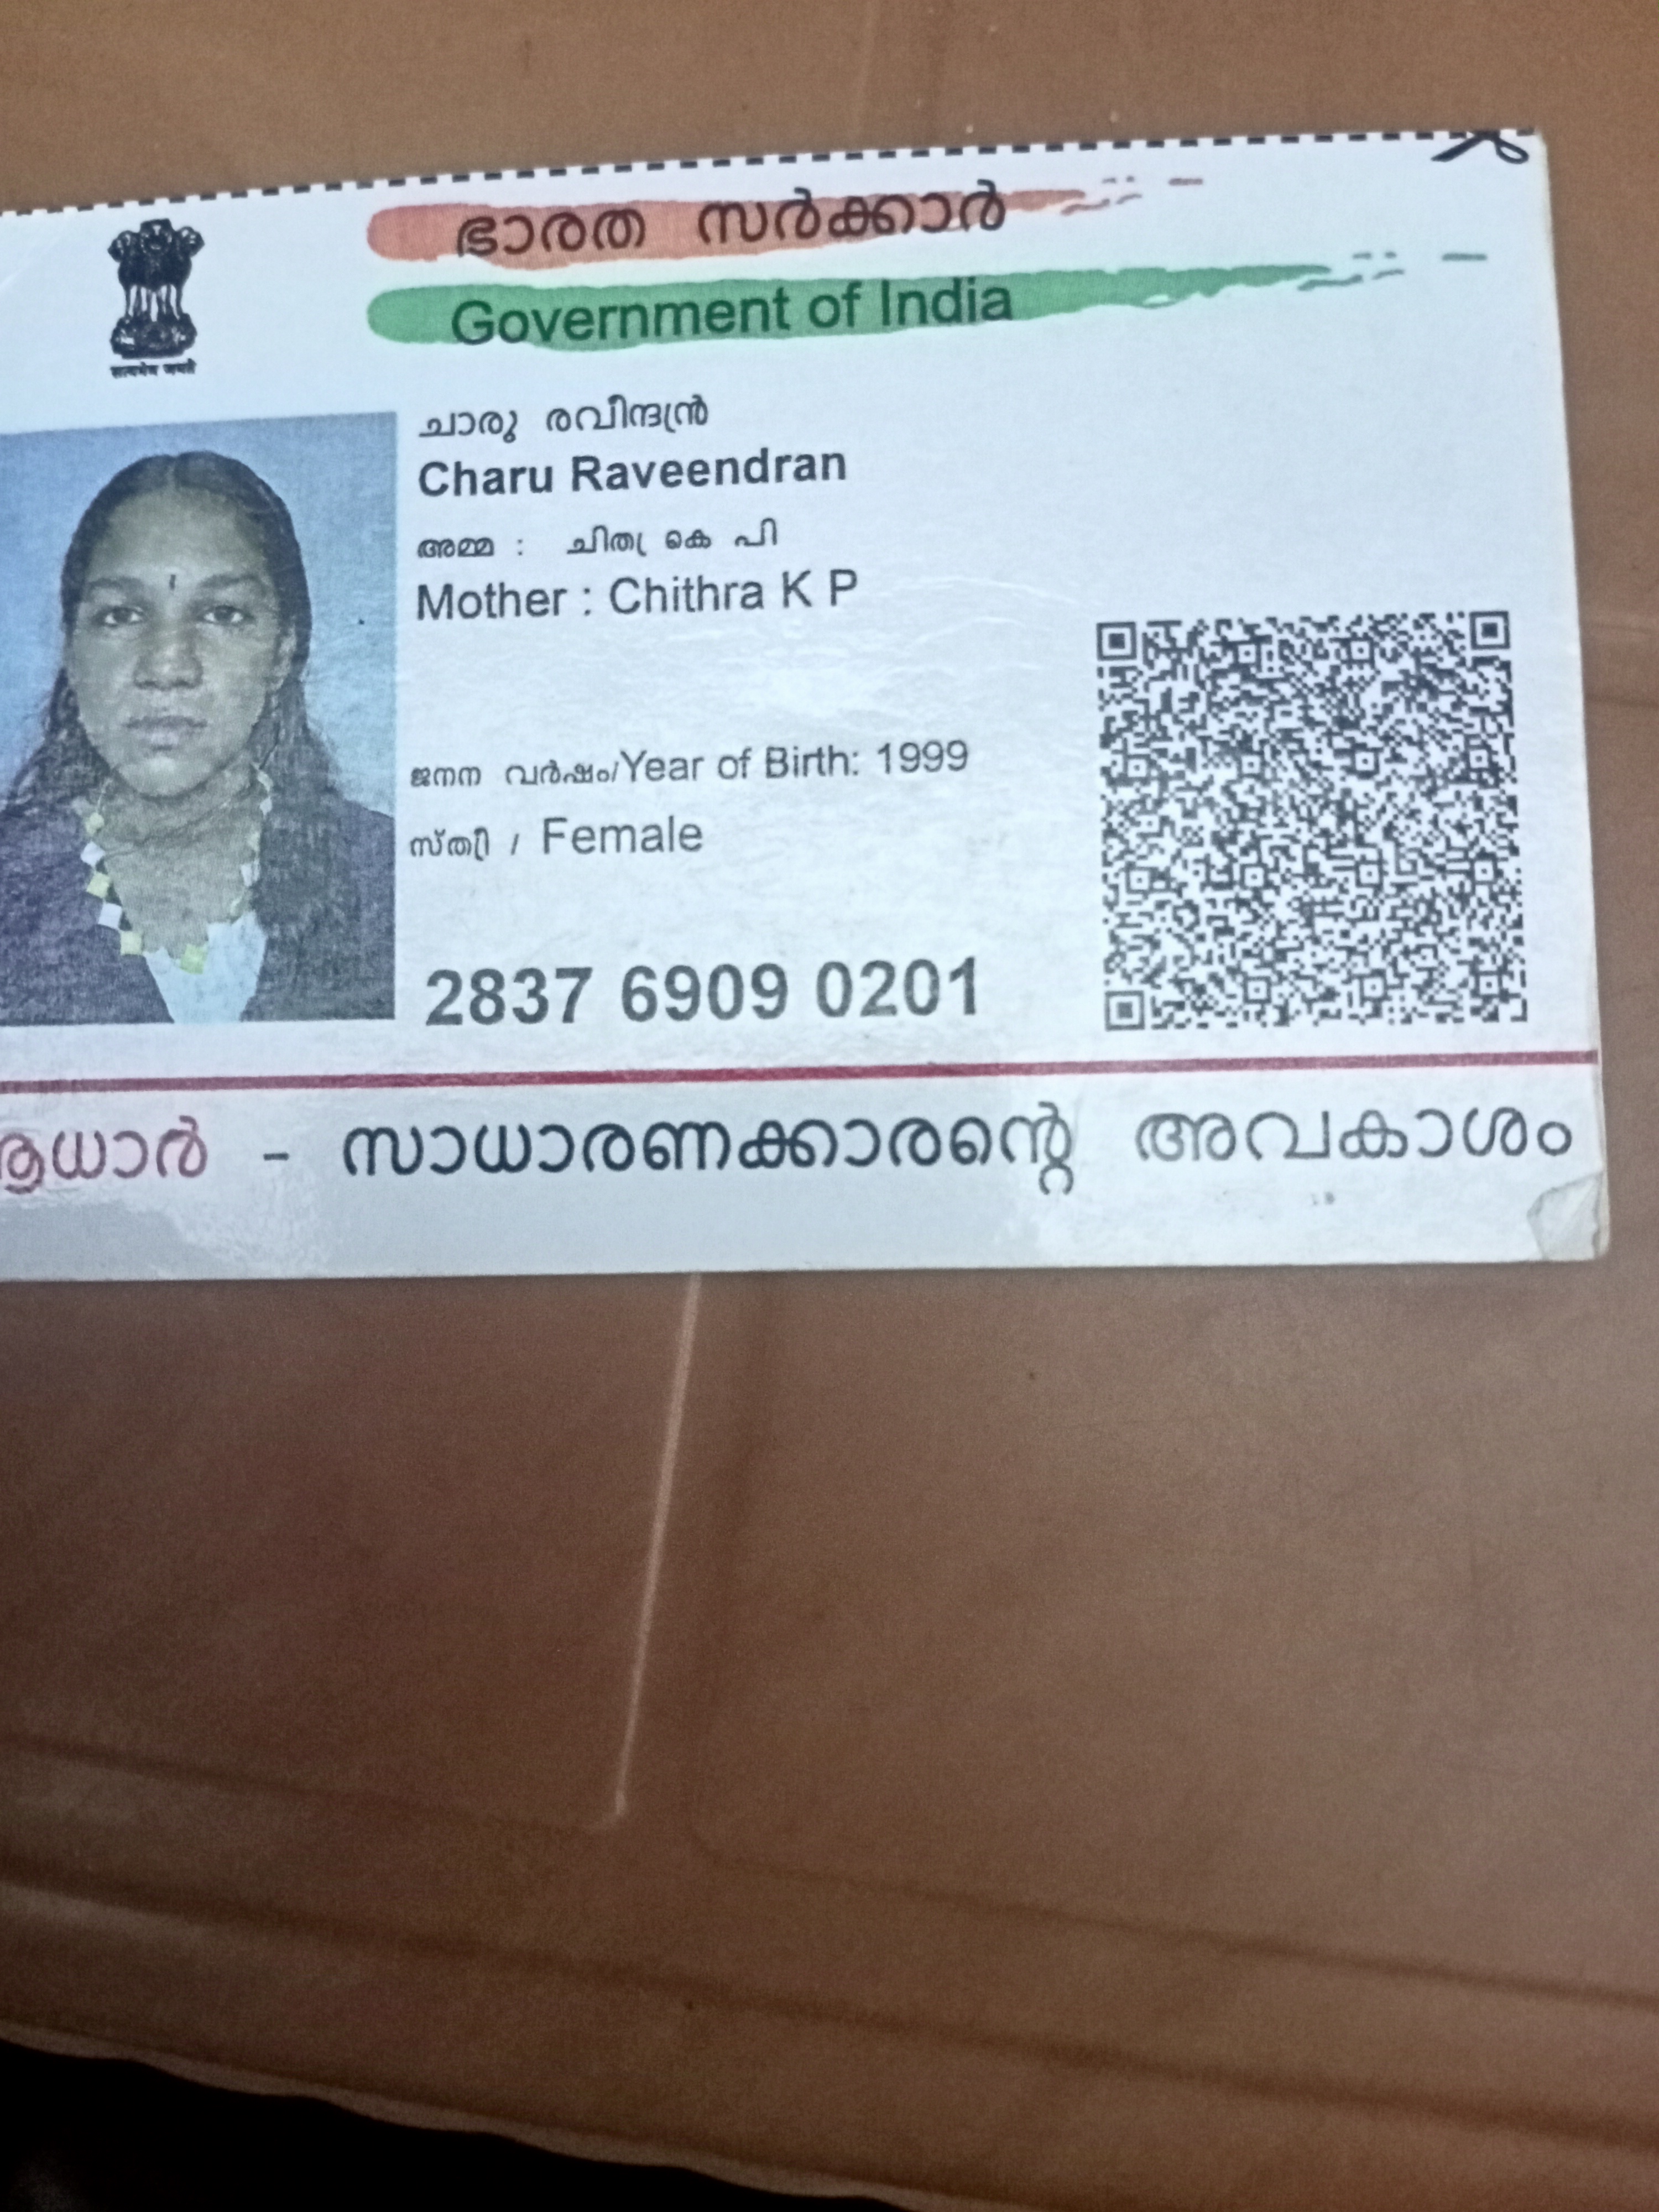 ഭാരത സർക്കാർ
Government of India
सत्यमेव जयते
ചാരു രവീന്ദ്രൻ
Charu Raveendran
അമ്മ : ചിത്ര കെ പി
Mother : Chithra K P
ജനന വർഷം/Year of Birth: 1999
സ്ത്രീ / Female
2837 6909 0201
ആധാർ - സാധാരണക്കാരന്റെ അവകാശം